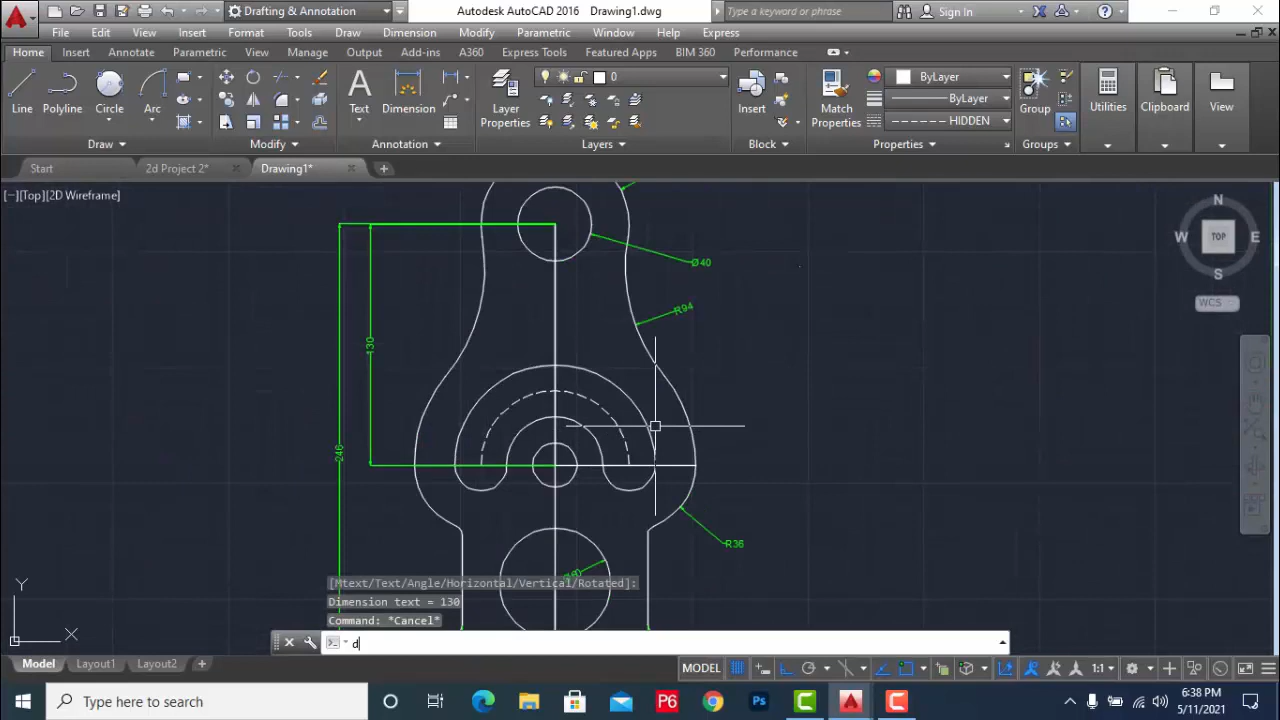 Drafting & Annotation
Autodesk AutoCAD 2016 Drawing1.dwg
Type a keyword or phrase
Sign In
File Edit View Insert Format Tools Draw Dimension Modify Parametric Window Help Express
Home Insert Annotate Parametric View Manage Output Add-ins A360 Express Tools Featured Apps BIM 360 Performance
Line Polyline Circle Arc
Text Dimension
Layer Properties
0
Insert
Match Properties
ByLayer
ByLayer
HIDDEN
Group
Utilities
Clipboard
View
Draw
Modify
Annotation
Layers
Block
Properties
Groups
Start
2d Project 2*
Drawing1*
[−][Top][2D Wireframe]
N
W TOP E
S
WCS
Ø40
R94
130
246
R36
Y
X
[Mtext/Text/Angle/Horizontal/Vertical/Rotated]:
Dimension text = 130
Command: *Cancel*
d
Model Layout1 Layout2
MODEL
1:1
Type here to search
P6
Ps
6:38 PM
5/11/2021